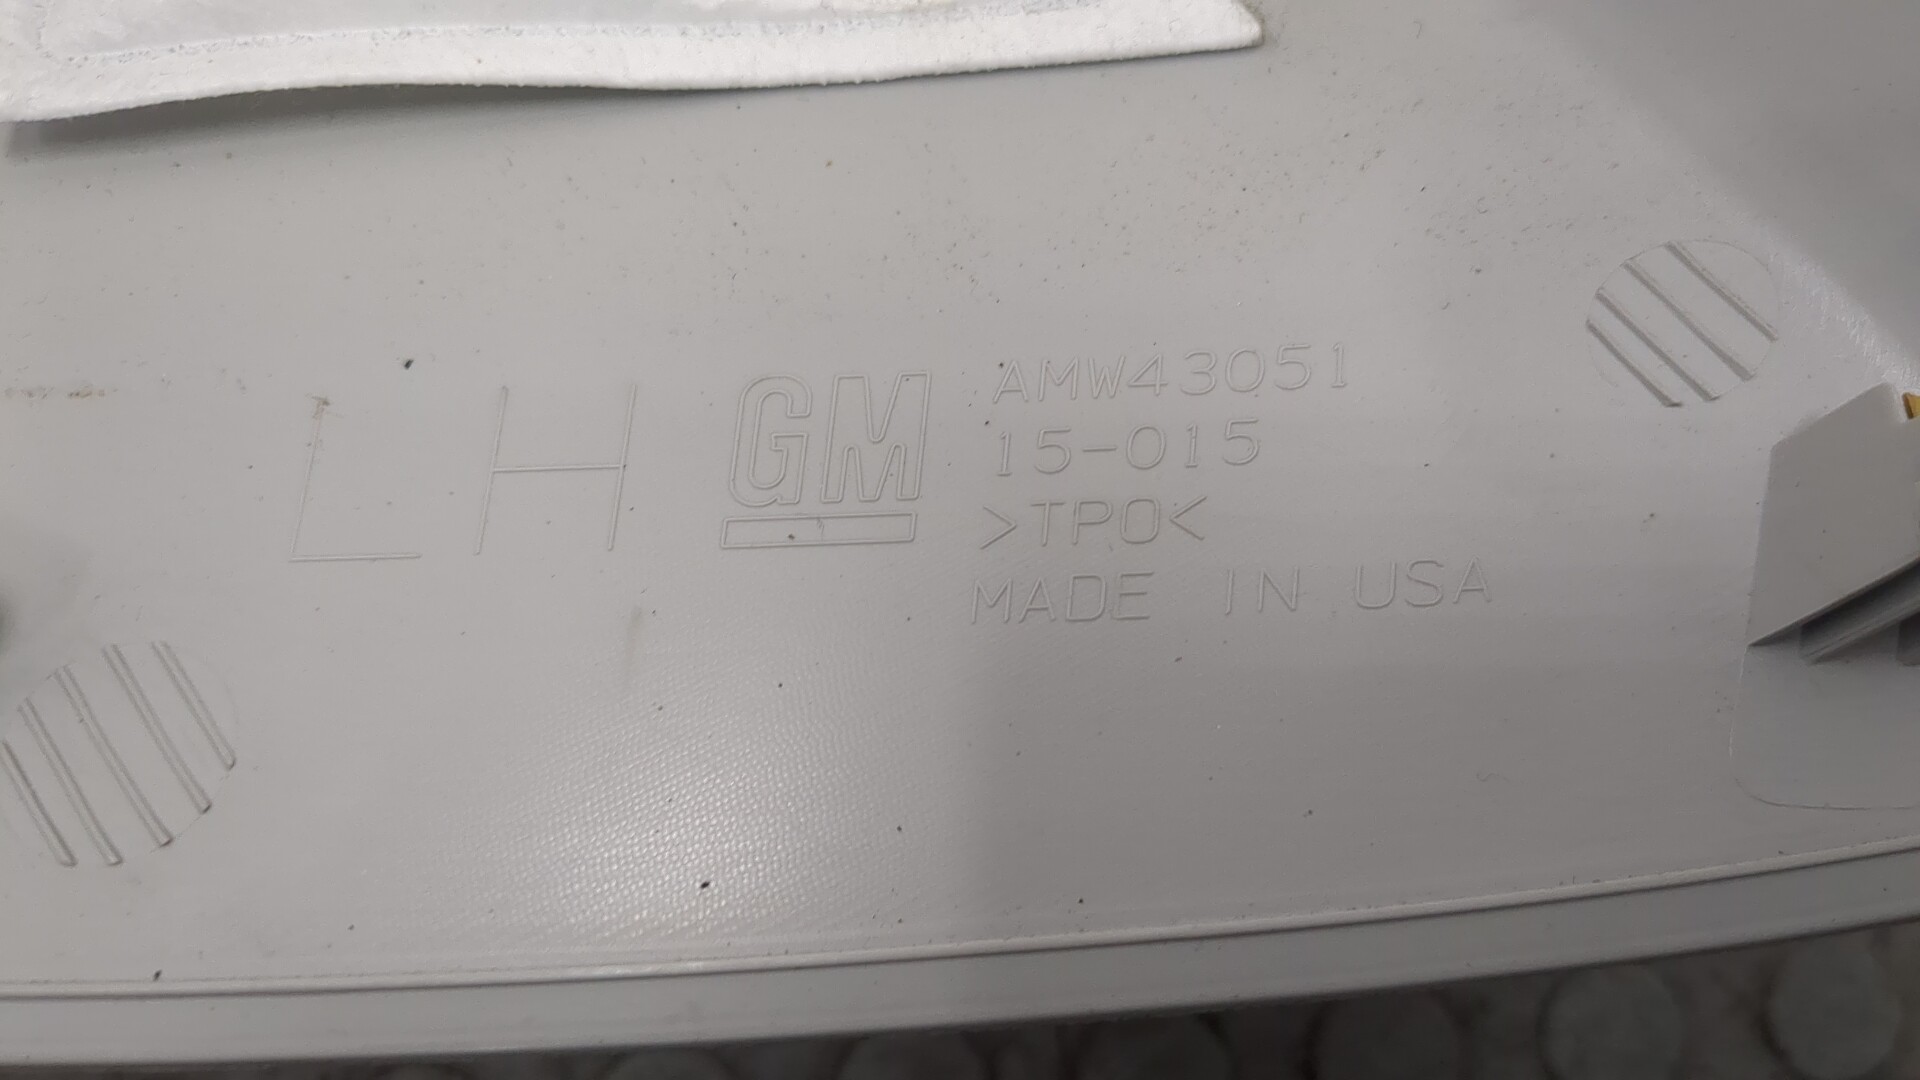 LH
GM
AMW43051
15-015
>TPO<
MADE IN USA